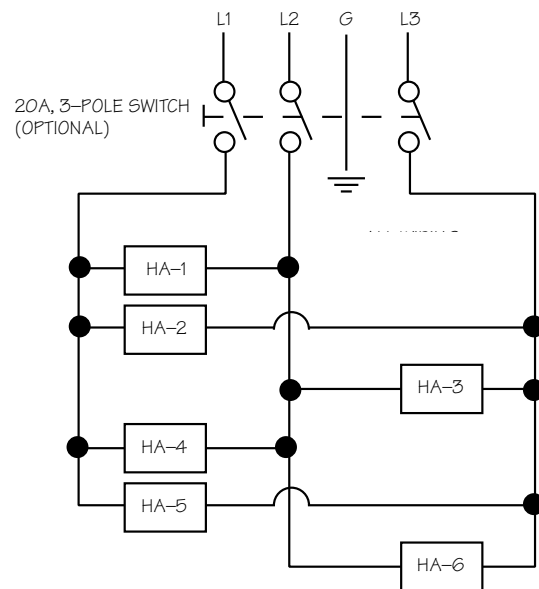 L1 L2 G L3
20A, 3–POLE SWITCH
(OPTIONAL)
HA–1
HA–2
HA–3
HA–4
HA–5
HA–6